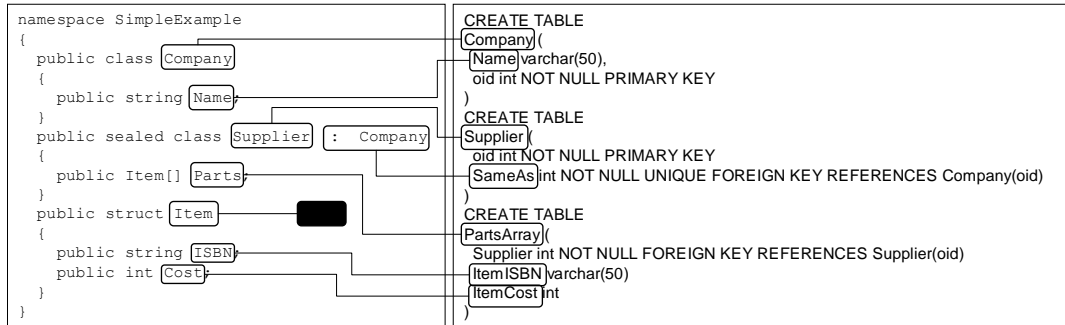 namespace SimpleExample
{
public class Company
{
public string Name;
}
public sealed class Supplier : Company
{
public Item[] Parts;
}
public struct Item
{
public string ISBN;
public int Cost;
}
}
CREATE TABLE
Company (
Name varchar(50),
oid int NOT NULL PRIMARY KEY
)
CREATE TABLE
Supplier (
oid int NOT NULL PRIMARY KEY
SameAs int NOT NULL UNIQUE FOREIGN KEY REFERENCES Company(oid)
)
CREATE TABLE
PartsArray (
Supplier int NOT NULL FOREIGN KEY REFERENCES Supplier(oid)
ItemISBN varchar(50)
ItemCost int
)